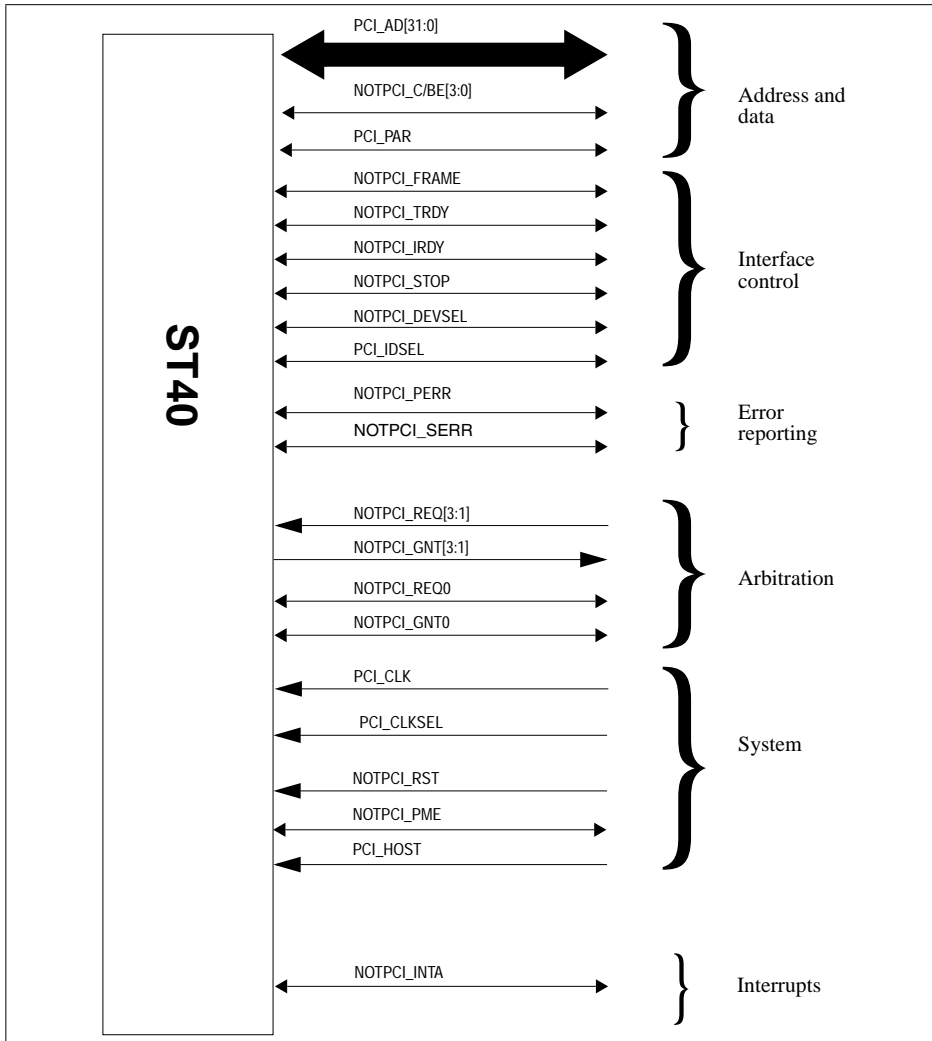 PCI_AD[31:0]
NOTPCI_C/BE[3:0]
Address and
data
PCI_PAR
NOTPCI_FRAME
NOTPCI_TRDY
NOTPCI_IRDY
Interface
control
NOTPCI_STOP
NOTPCI_DEVSEL
PCI_IDSEL
ST40
NOTPCI_PERR
NOTPCI_SERR
Error
reporting
NOTPCI_REQ[3:1]
NOTPCI_GNT[3:1]
NOTPCI_REQ0
NOTPCI_GNT0
Arbitration
PCI_CLK
PCI_CLKSEL
System
NOTPCI_RST
NOTPCI_PME
PCI_HOST
NOTPCI_INTA
Interrupts